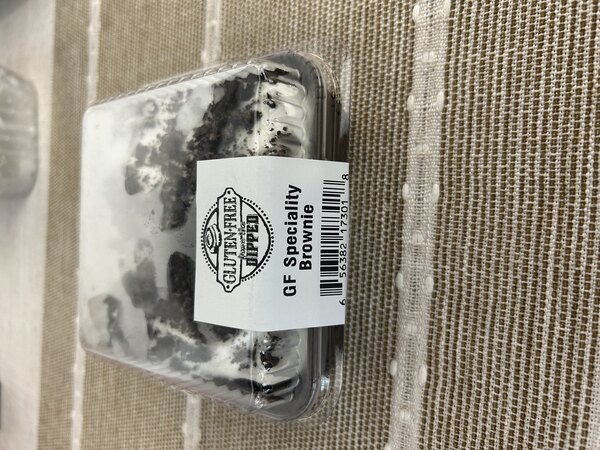 GLUTEN-FREE
DIPPED
GF Speciality
Brownie
6 56382 17301 8